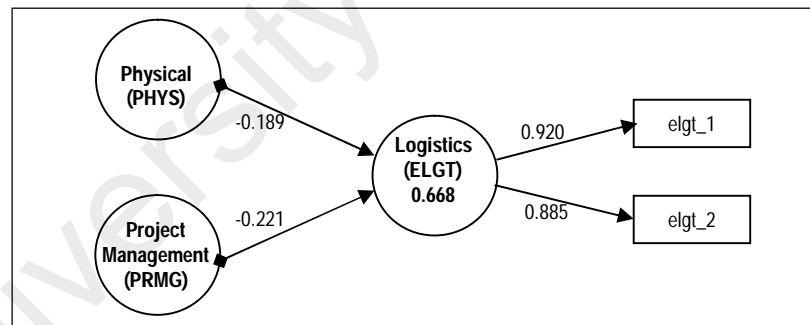 Physical
(PHYS)
-0.189
Logistics
(ELGT)
0.668
0.920
elgt_1
0.885
elgt_2
-0.221
Project
Management
(PRMG)
versity